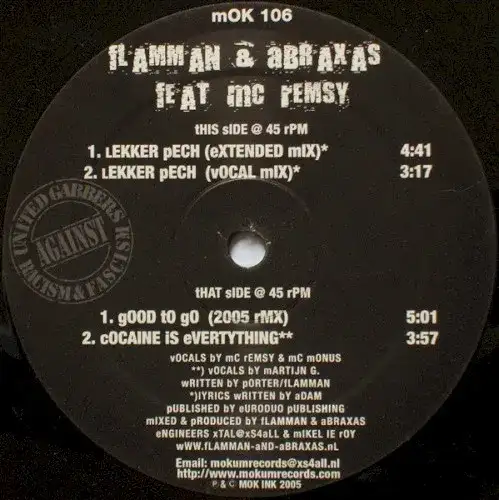 mOK 106
fLAMMAN & aBRAXAS
fEAT mC rEMSY
tHIS sIDE @ 45 rPM
1. lEKKER pECH (eXTENDED mIX)* 4:41
2. lEKKER pECH (vOCAL mIX)* 3:17
UNITED GABBERS
AGAINST
RACISM & FASCISM
tHAT sIDE @ 45 rPM
1. gOOD tO gO (2005 rMX) 5:01
2. cOCAINE iS eVERTYTHING** 3:57
vOCALS BY mC rEMSY & mC mONUS
**) vOCALS BY mARTIJN G.
wRITTEN BY pORTER/fLAMMAN
*)lYRICS wRITTEN BY aDAM
pUBLISHED BY eURODUO pUBLISHING
mIXED & pRODUCED BY fLAMMAN & aBRAXAS
eNGINEERS xTAL@xS4aLL & mIKEL lE rOY
wWW.fLAMMAN-aND-aBRAXAS.nL
Email: mokumrecords@xs4all.nl
http://www.mokumrecords.com
P & C MOK INK 2005